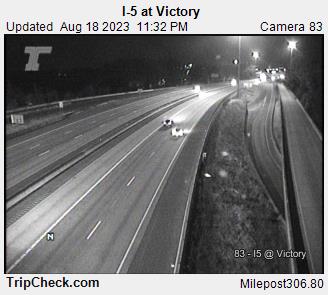 I-5 at Victory
Updated  Aug 18 2023  11:32 PM
Camera 83
T
N
83 - I5 @ Victory
TripCheck.com
Milepost306.80